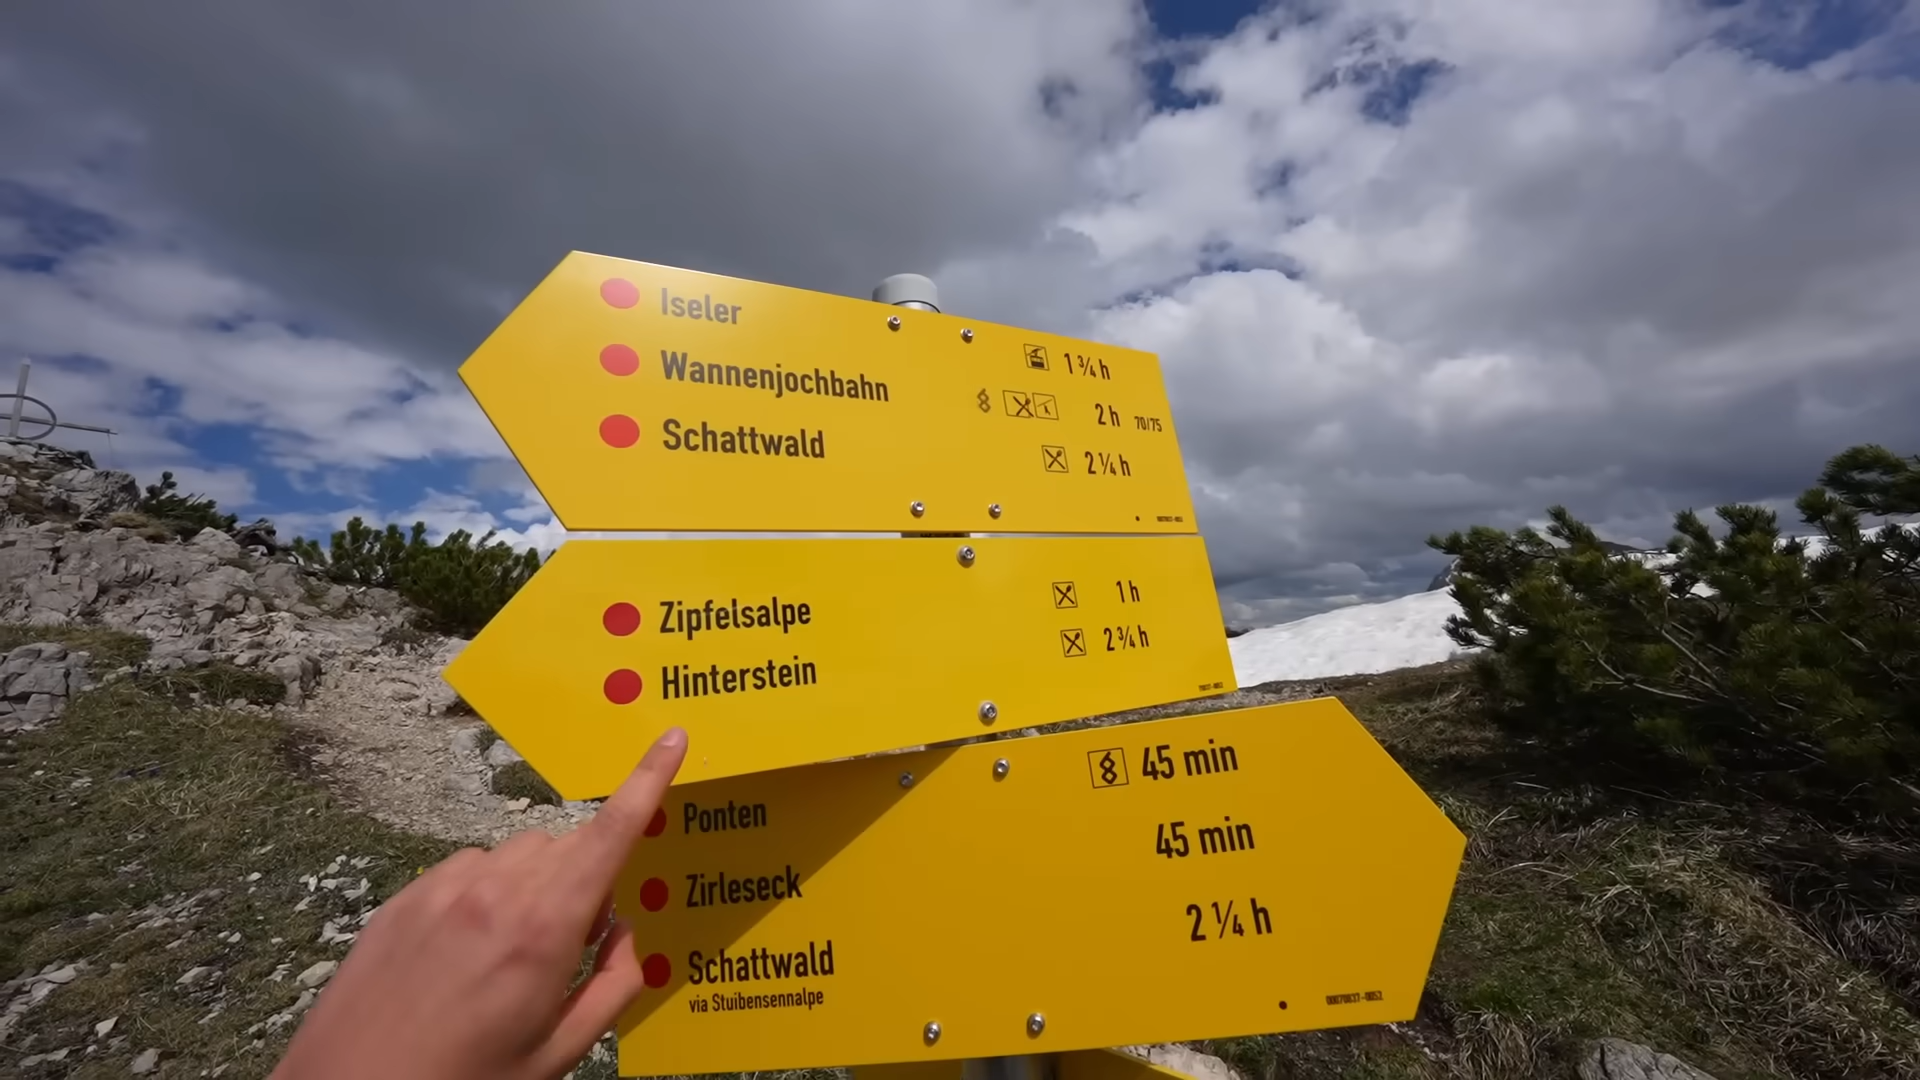 Iseler 1 ¾ h
Wannenjochbahn 2 h 70/75
Schattwald 2 ¼ h
Zipfelsalpe 1 h
Hinterstein 2 ¾ h
Ponten 45 min
Zirleseck 45 min
Schattwald 2 ¼ h
via Stuibensennalpe